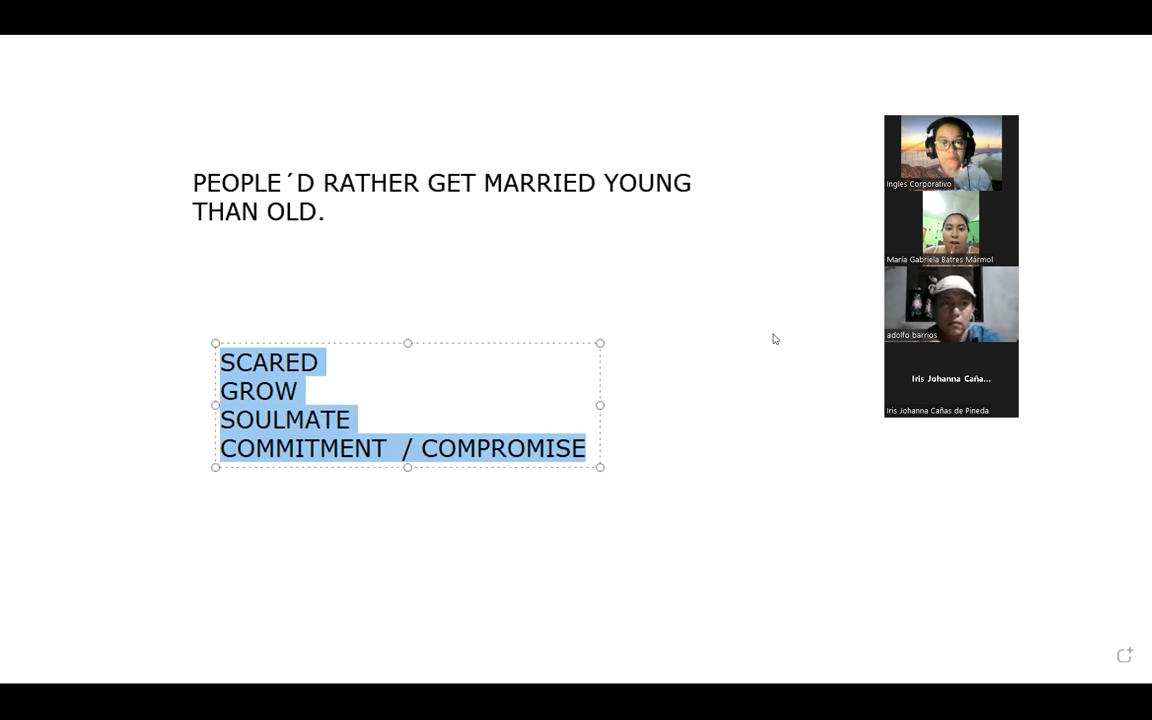 PEOPLE´D RATHER GET MARRIED YOUNG
THAN OLD.
SCARED
GROW
SOULMATE
COMMITMENT / COMPROMISE
Ingles Corporativo
María Gabriela Batres Mármol
adolfo barrios
Iris Johanna Caña...
Iris Johanna Cañas de Pineda